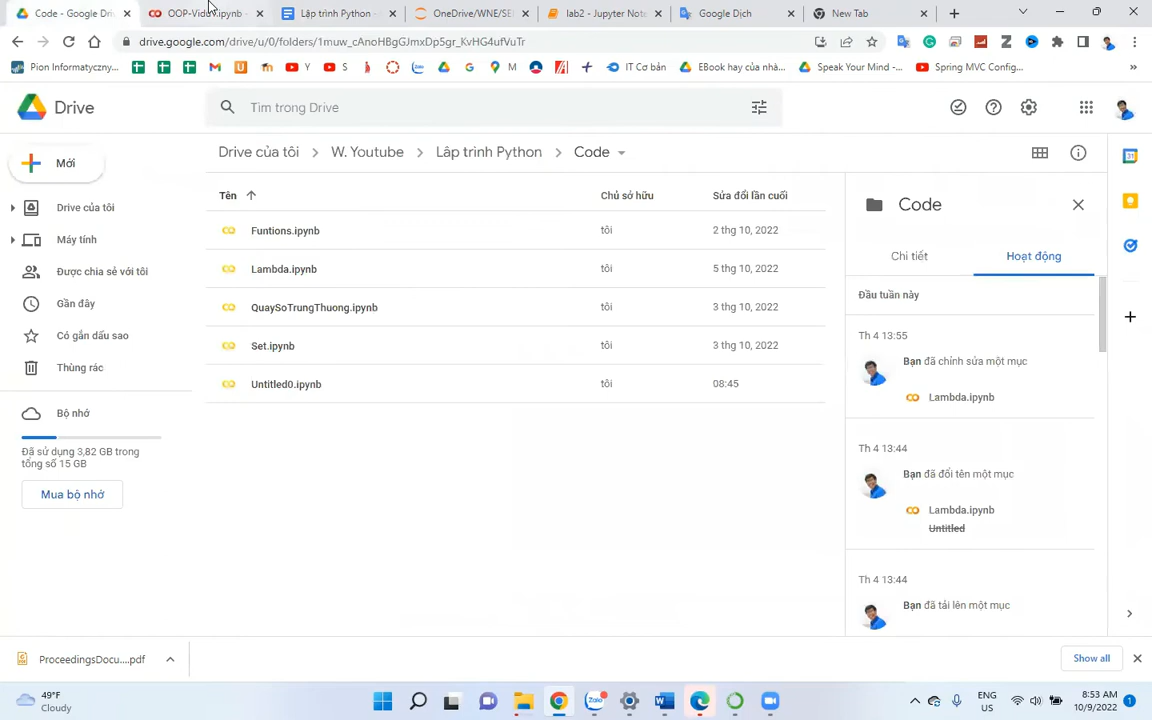 Code - Google Dri
OOP-Video.ipynb -
Lập trình Python -
OneDrive/WNE/SE
lab2 - Jupyter Note
Google Dịch
New Tab
drive.google.com/drive/u/0/folders/1muw_cAnoHBgGJmxDp5gr_KvHG4ufVuTr
Pion Informatyczny...
Y
S
M
IT Cơ bản
EBook hay của nhà...
Speak Your Mind -...
Spring MVC Config...
»
Drive
Tìm trong Drive
Mới
Drive của tôi
Máy tính
Được chia sẻ với tôi
Gần đây
Có gắn dấu sao
Thùng rác
Bộ nhớ
Đã sử dụng 3,82 GB trong
tổng số 15 GB
Mua bộ nhớ
Drive của tôi > W. Youtube > Lâp trình Python > Code
Tên
Chủ sở hữu
Sửa đổi lần cuối
Funtions.ipynb tôi 2 thg 10, 2022
Lambda.ipynb tôi 5 thg 10, 2022
QuaySoTrungThuong.ipynb tôi 3 thg 10, 2022
Set.ipynb tôi 3 thg 10, 2022
Untitled0.ipynb tôi 08:45
Code
Chi tiết
Hoạt động
Đầu tuần này
Th 4 13:55
Bạn đã chỉnh sửa một mục
Lambda.ipynb
Th 4 13:44
Bạn đã đổi tên một mục
Lambda.ipynb
Untitled
Th 4 13:44
Bạn đã tải lên một mục
31
ProceedingsDocu....pdf
Show all
49°F
Cloudy
Zalo
ENG
US
8:53 AM
10/9/2022
1